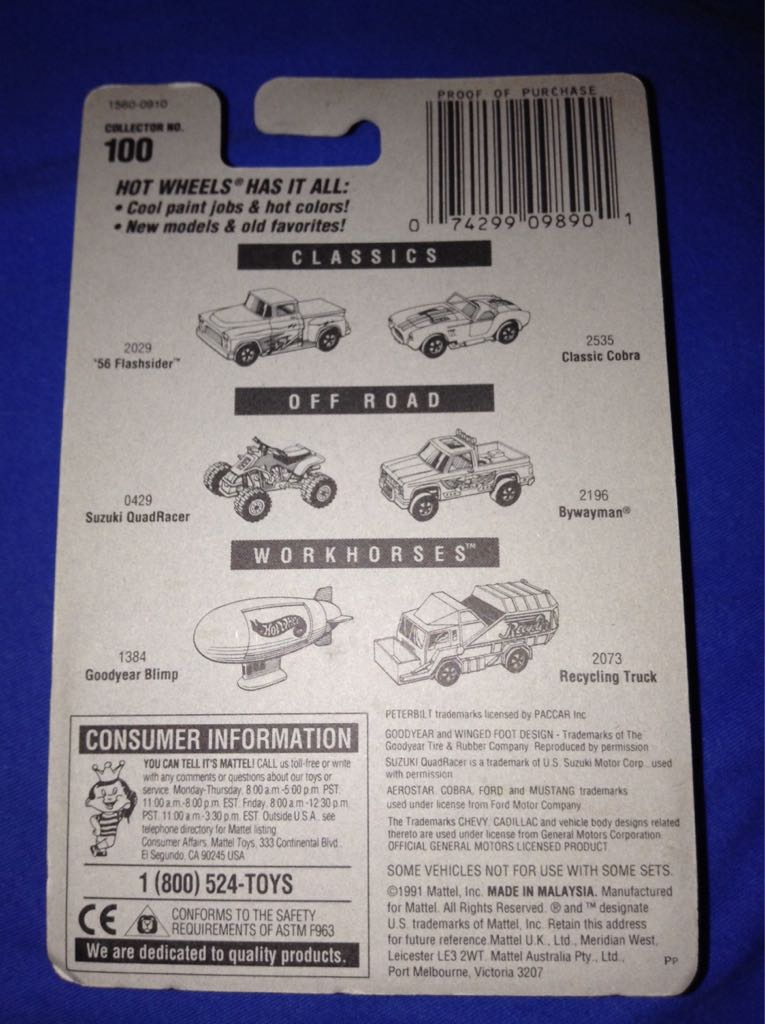 1560-0910
COLLECTOR NO.
100
PROOF OF PURCHASE
0 74299 09890 1
HOT WHEELS® HAS IT ALL:
• Cool paint jobs & hot colors!
• New models & old favorites!
CLASSICS
2029
'56 Flashsider™
2535
Classic Cobra
OFF ROAD
0429
Suzuki QuadRacer
2196
Bywayman®
WORKHORSES™
Hot Wheels
1384
Goodyear Blimp
2073
Recycling Truck
CONSUMER INFORMATION
YOU CAN TELL IT'S MATTEL! CALL us toll-free or write
with any comments or questions about our toys or
service. Monday-Thursday, 8:00 a.m.-5:00 p.m. PST.
11:00 a.m.-8:00 p.m. EST. Friday, 8:00 a.m.-12:30 p.m.
PST, 11:00 a.m.-3:30 p.m. EST. Outside U.S.A., see
telephone directory for Mattel listing.
Consumer Affairs, Mattel Toys, 333 Continental Blvd.,
El Segundo, CA 90245 USA
1 (800) 524-TOYS
CE
CONFORMS TO THE SAFETY
REQUIREMENTS OF ASTM F963
We are dedicated to quality products.
PETERBILT trademarks licensed by PACCAR Inc
GOODYEAR and WINGED FOOT DESIGN - Trademarks of The
Goodyear Tire & Rubber Company. Reproduced by permission
SUZUKI QuadRacer is a trademark of U.S. Suzuki Motor Corp., used
with permission
AEROSTAR, COBRA, FORD and MUSTANG trademarks
used under license from Ford Motor Company
The Trademarks CHEVY, CADILLAC and vehicle body designs related
thereto are used under license from General Motors Corporation.
OFFICIAL GENERAL MOTORS LICENSED PRODUCT
SOME VEHICLES NOT FOR USE WITH SOME SETS.
©1991 Mattel, Inc. MADE IN MALAYSIA. Manufactured
for Mattel. All Rights Reserved. ® and ™ designate
U.S. trademarks of Mattel, Inc. Retain this address
for future reference.Mattel U.K., Ltd., Meridian West,
Leicester LE3 2WT. Mattel Australia Pty., Ltd.,
Port Melbourne, Victoria 3207
PP